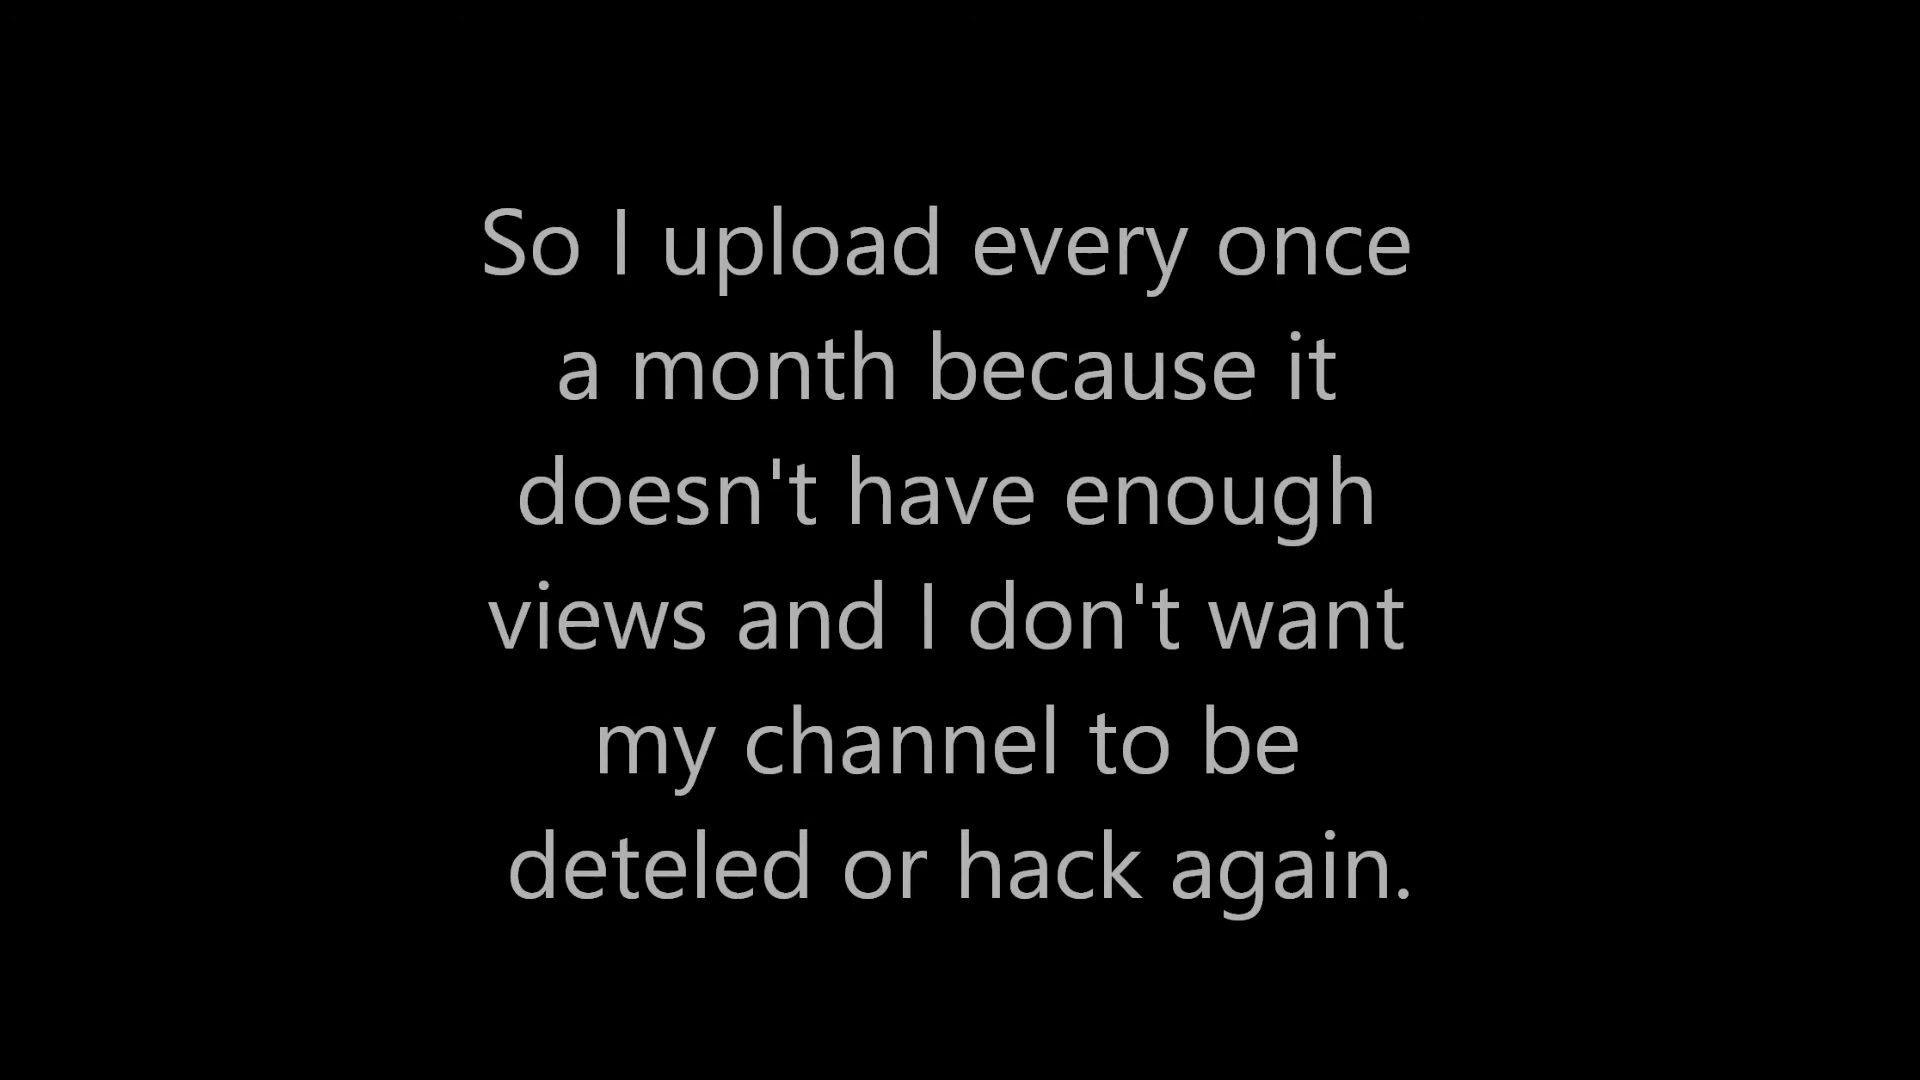 So I upload every once
a month because it
doesn't have enough
views and I don't want
my channel to be
deteled or hack again.